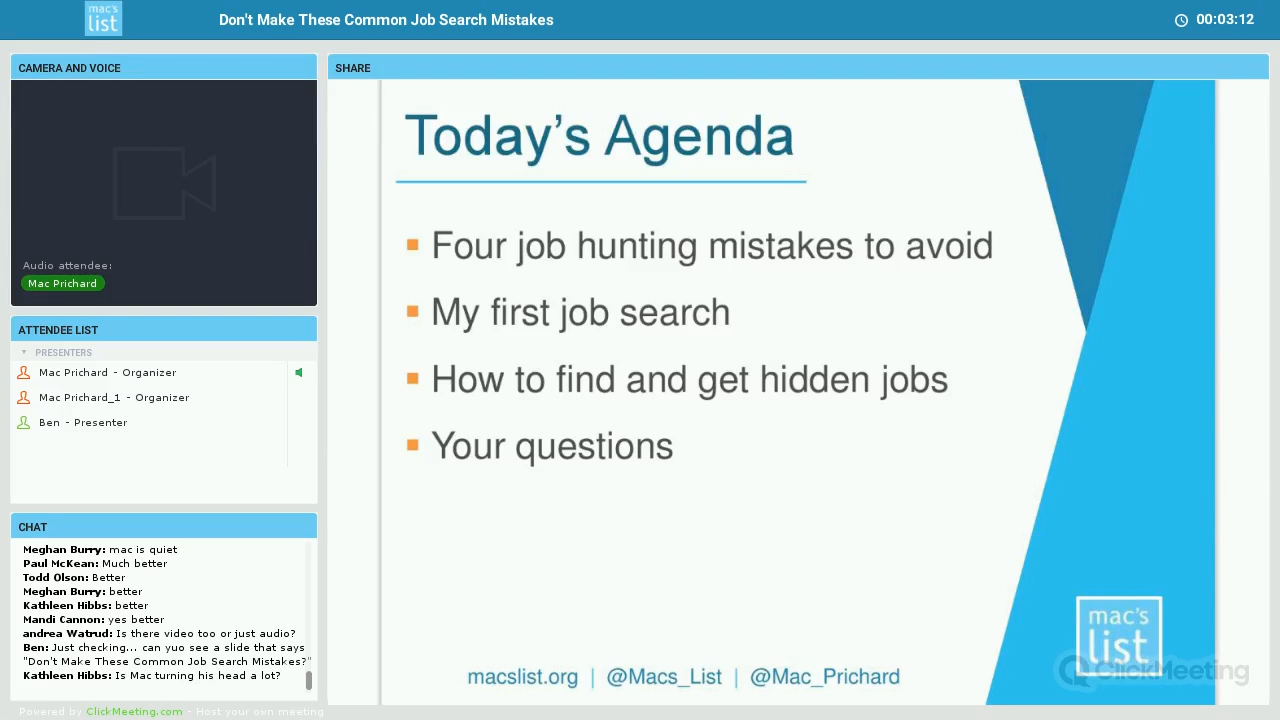 mac's
list
Don't Make These Common Job Search Mistakes
00:03:12
CAMERA AND VOICE
Audio attendee:
Mac Prichard
ATTENDEE LIST
PRESENTERS
Mac Prichard - Organizer
Mac Prichard_1 - Organizer
Ben - Presenter
CHAT
Meghan Burry: mac is quiet
Paul McKean: Much better
Todd Olson: Better
Meghan Burry: better
Kathleen Hibbs: better
Mandi Cannon: yes better
andrea Watrud: Is there video too or just audio?
Ben: Just checking... can yuo see a slide that says
"Don't Make These Common Job Search Mistakes?"
Kathleen Hibbs: Is Mac turning his head a lot?
Powered by ClickMeeting.com - Host your own meeting
SHARE
Today's Agenda
Four job hunting mistakes to avoid
My first job search
How to find and get hidden jobs
Your questions
macslist.org | @Macs_List | @Mac_Prichard
mac's
list
ClickMeeting